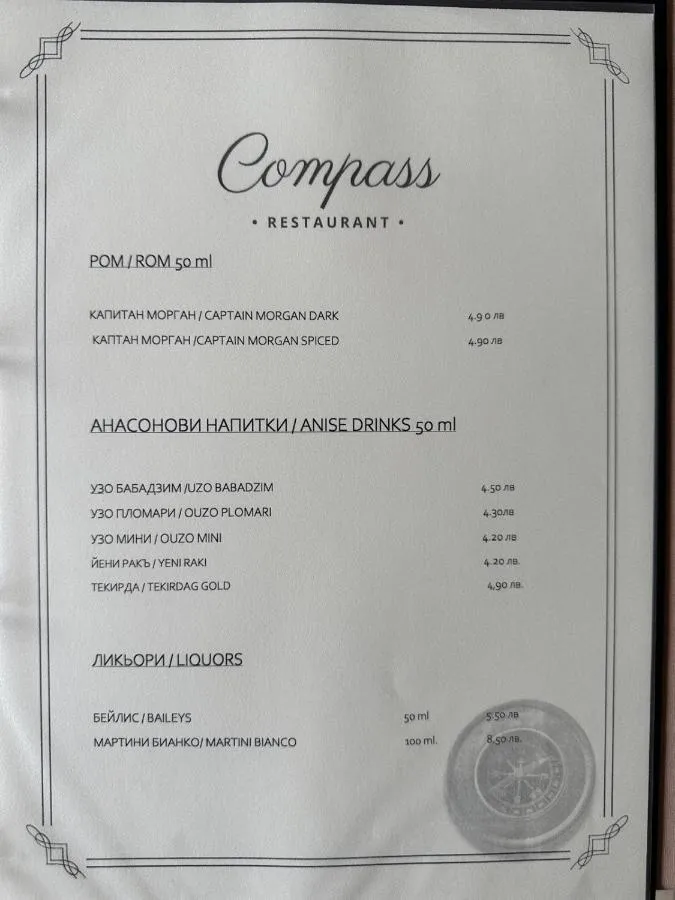 Compass
• RESTAURANT •
РОМ / ROM 50 ml
КАПИТАН МОРГАН / CAPTAIN MORGAN DARK 4.9 0 лв
КАПТАН МОРГАН /CAPTAIN MORGAN SPICED 4.90 лв
АНАСОНОВИ НАПИТКИ / ANISE DRINKS 50 ml
УЗО БАБАДЗИМ /UZO BABADZIM 4.50 лв
УЗО ПЛОМАРИ / OUZO PLOMARI 4.30лв
УЗО МИНИ / OUZO MINI 4.20 лв
ЙЕНИ РАКЪ / YENI RAKI 4.20 лв.
ТЕКИРДА / TEKIRDAG GOLD 4,90 лв.
ЛИКЬОРИ / LIQUORS
БЕЙЛИС / BAILEYS 50 ml 5.50 лв
МАРТИНИ БИАНКО/ MARTINI BIANCO 100 ml. 8.50 лв.